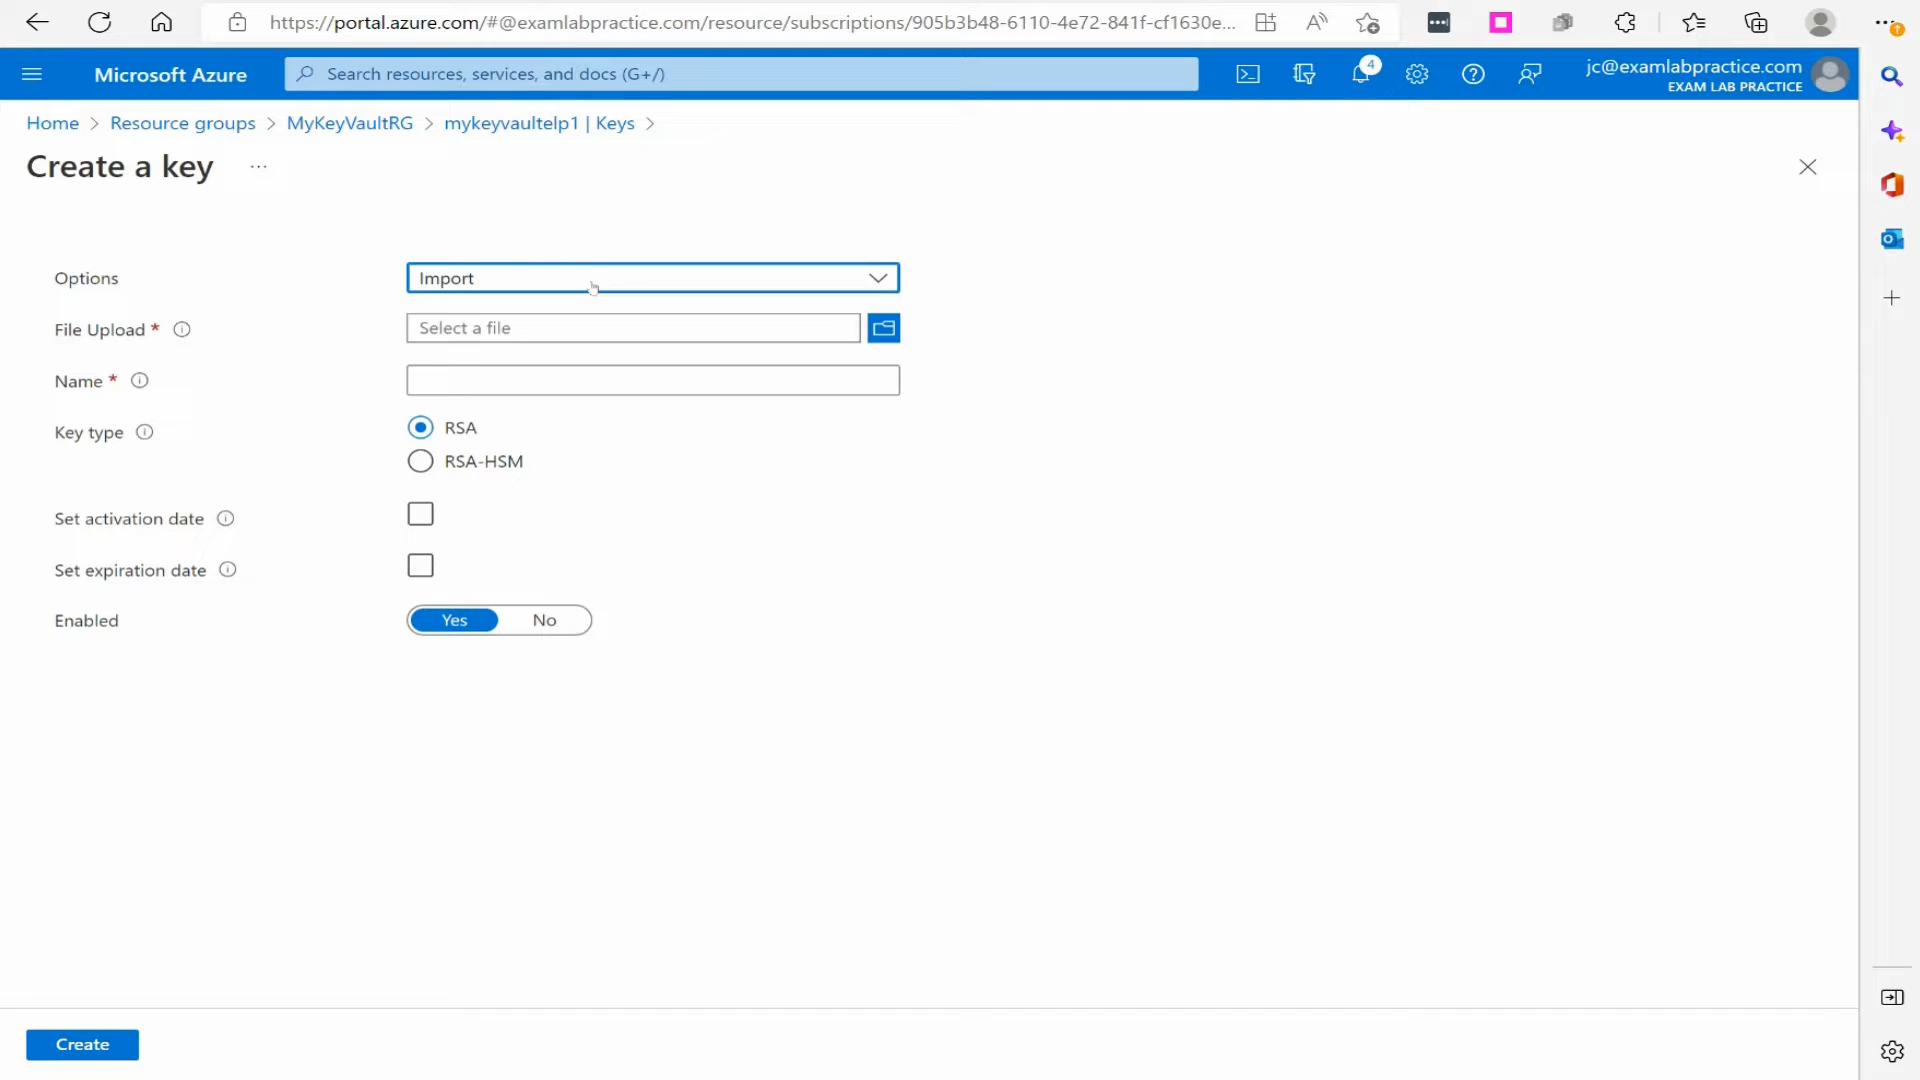 https://portal.azure.com/#@examlabpractice.com/resource/subscriptions/905b3b48-6110-4e72-841f-cf1630e...
Microsoft Azure
Search resources, services, and docs (G+/)
4
jc@examlabpractice.com
EXAM LAB PRACTICE
Home > Resource groups > MyKeyVaultRG > mykeyvaultelp1 | Keys >
Create a key ...
Options
Import
File Upload *
Select a file
Name *
Key type
RSA
RSA-HSM
Set activation date
Set expiration date
Enabled
Yes No
Create